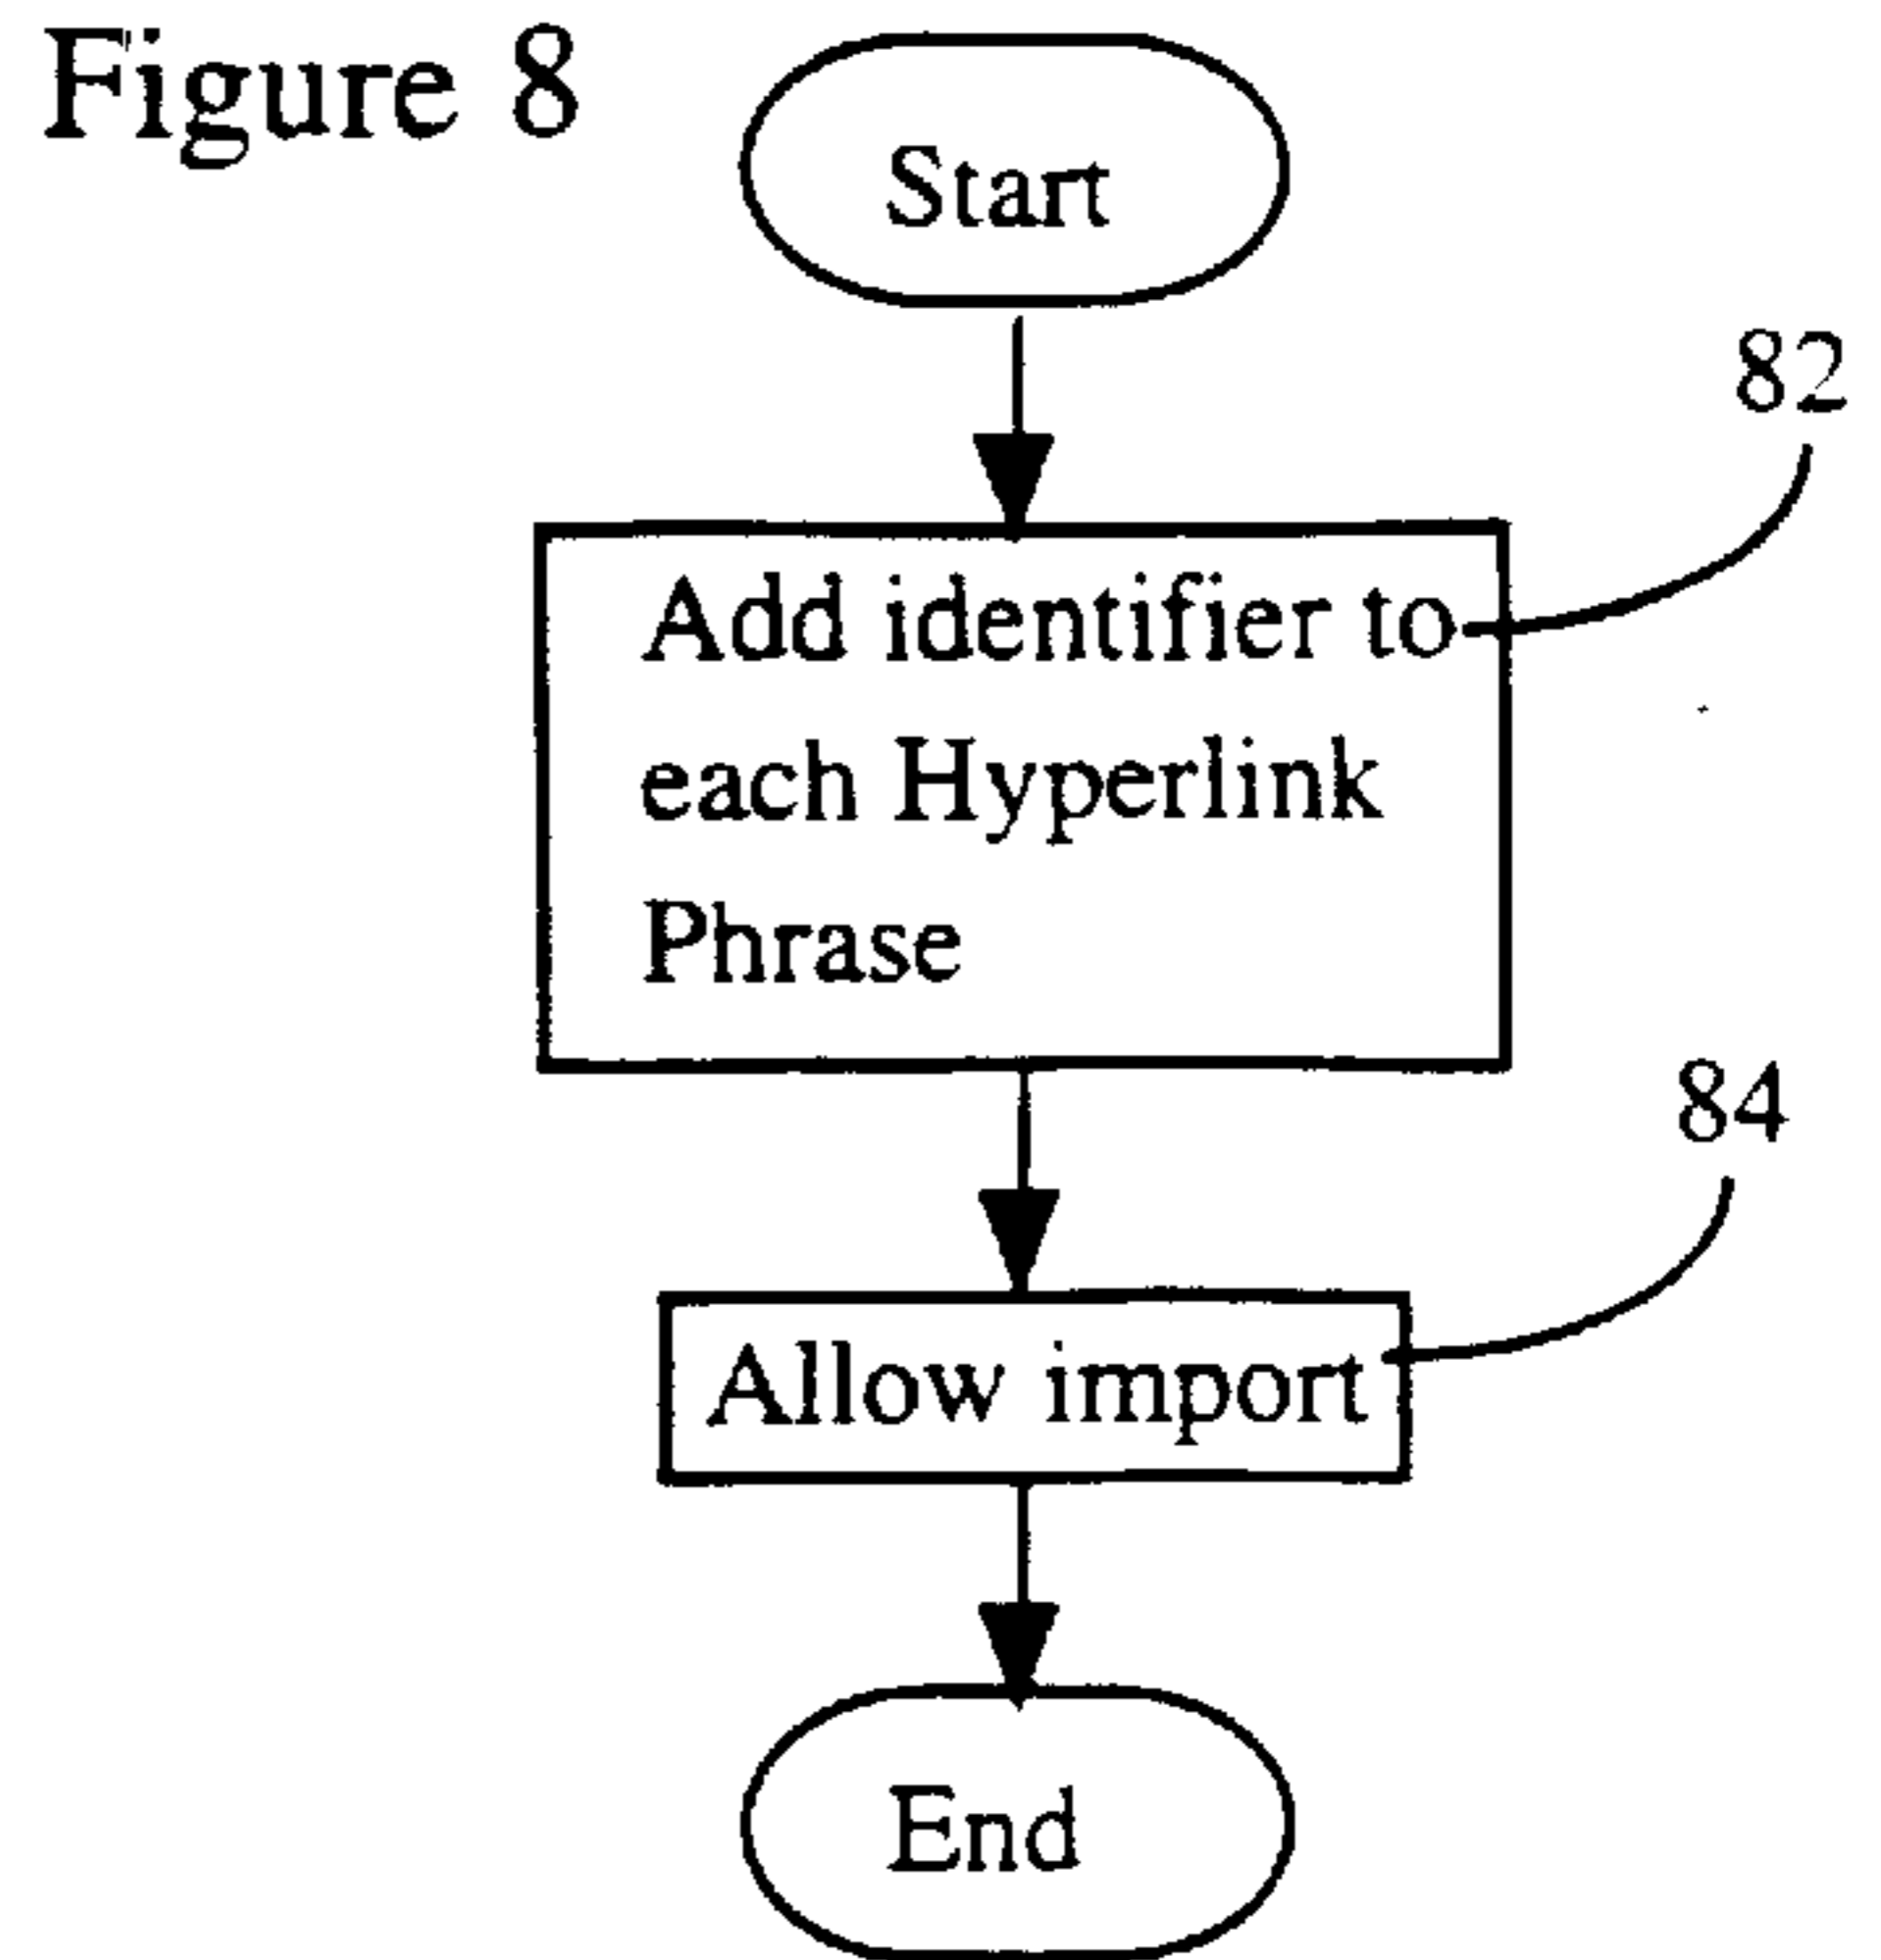 Figure 8
Start
82
Add identifier to
each Hyperlink
Phrase
84
Allow import
End